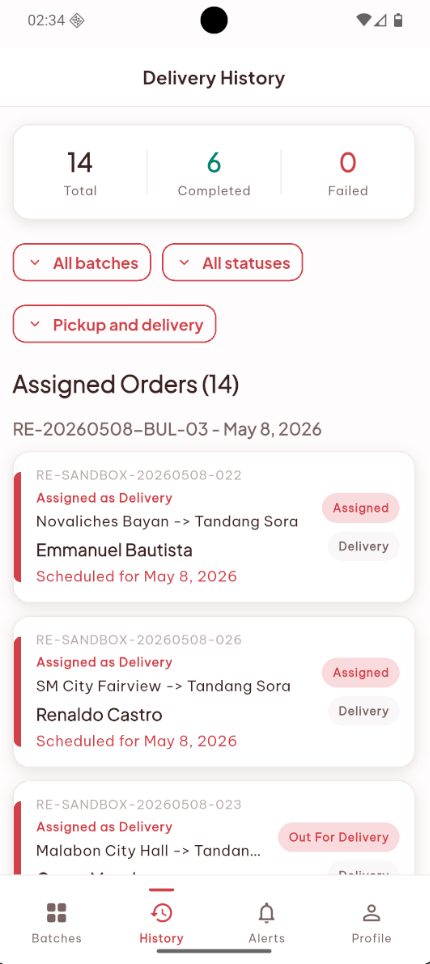 02:34
Delivery History
14
Total
6
Completed
0
Failed
All batches
All statuses
Pickup and delivery
Assigned Orders (14)
RE-20260508-BUL-03 - May 8, 2026
RE-SANDBOX-20260508-022
Assigned as Delivery
Assigned
Novaliches Bayan -> Tandang Sora
Delivery
Emmanuel Bautista
Scheduled for May 8, 2026
RE-SANDBOX-20260508-026
Assigned as Delivery
Assigned
SM City Fairview -> Tandang Sora
Delivery
Renaldo Castro
Scheduled for May 8, 2026
RE-SANDBOX-20260508-023
Assigned as Delivery
Out For Delivery
Malabon City Hall -> Tandan...
Delivery
Batches
History
Alerts
Profile